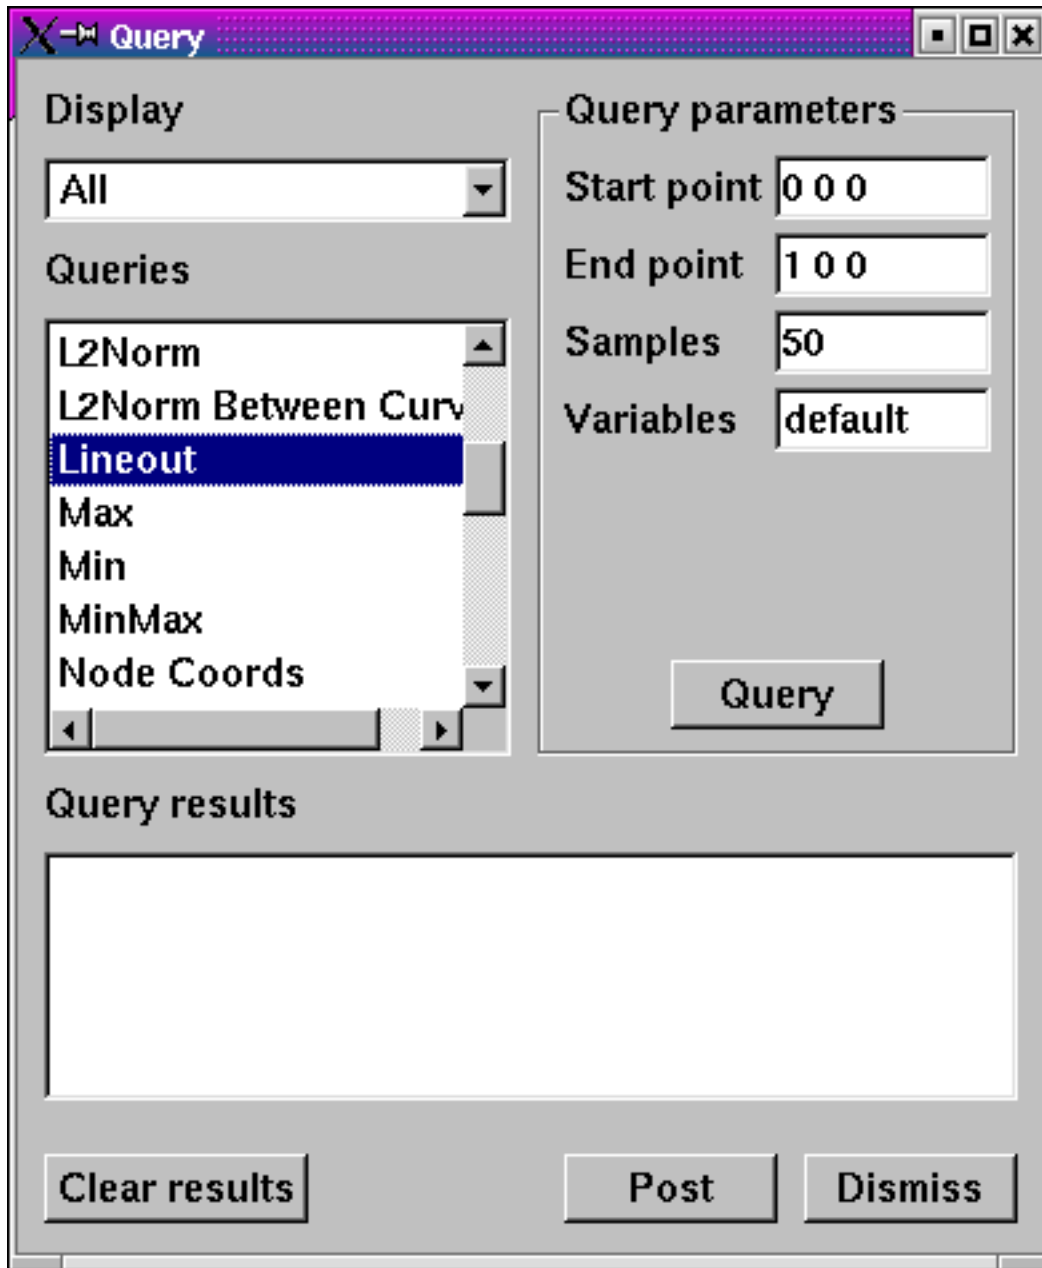 Query
Display
All
Queries
L2Norm
L2Norm Between Curv
Lineout
Max
Min
MinMax
Node Coords
Query parameters
Start point 0 0 0
End point 1 0 0
Samples 50
Variables default
Query
Query results
Clear results Post Dismiss